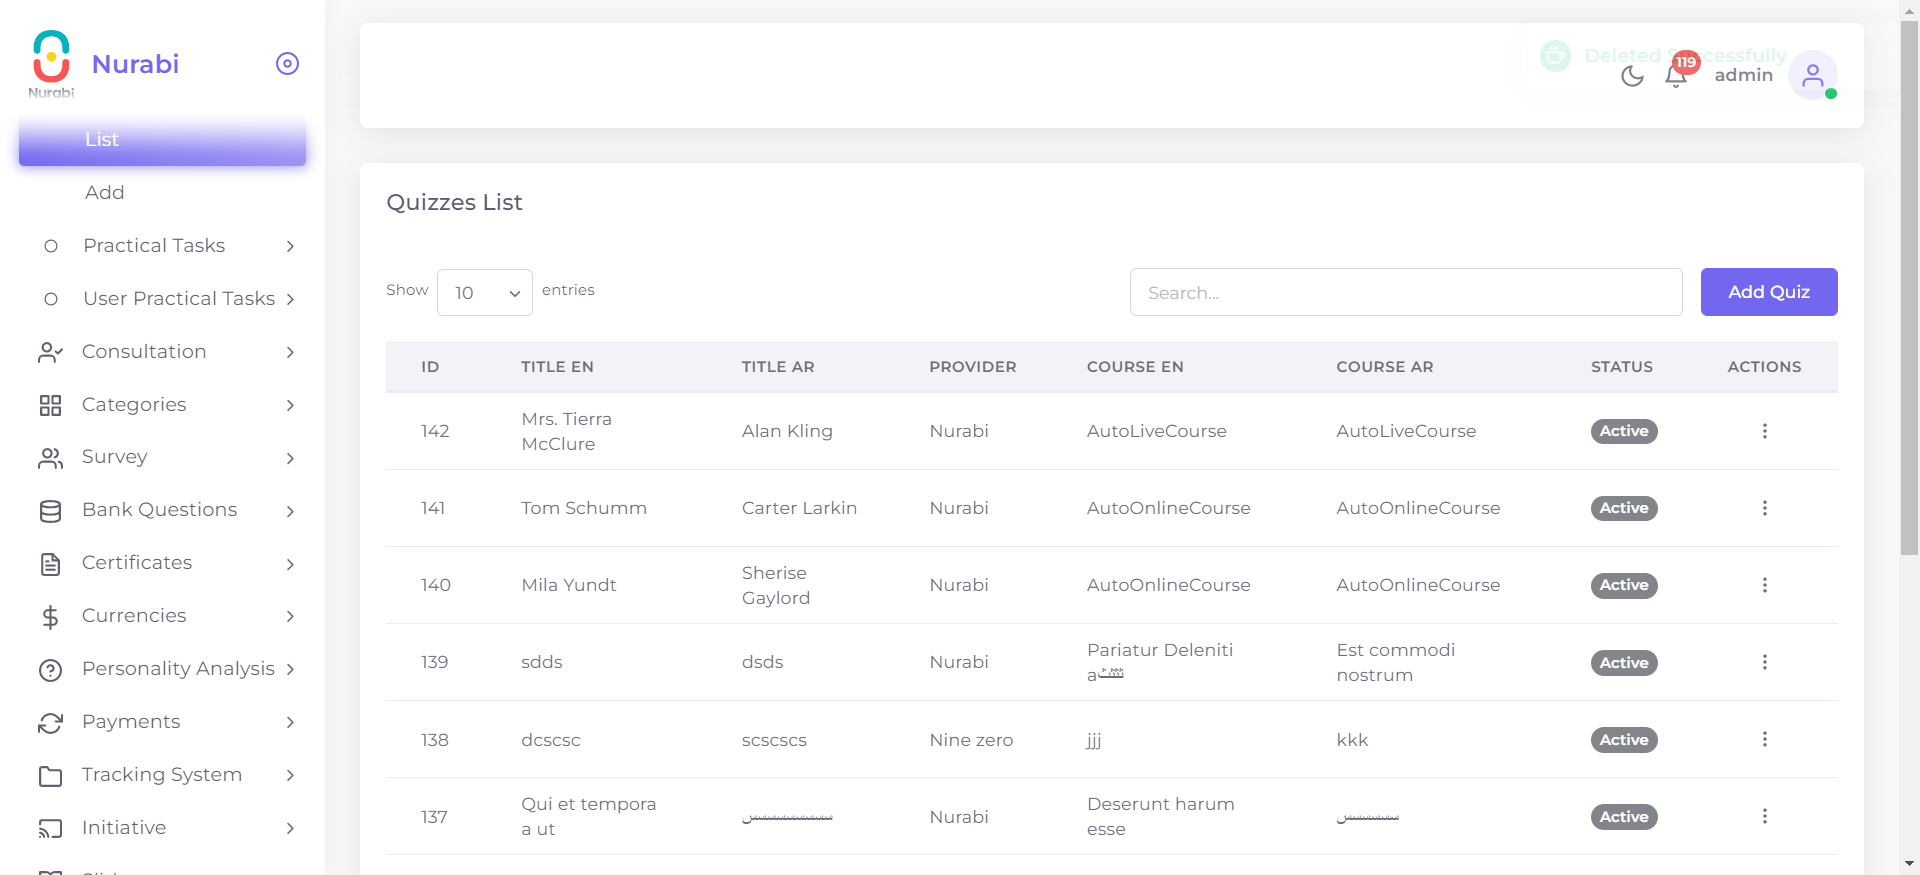 Nurabi
Nurabi
List
Add
Practical Tasks
User Practical Tasks
Consultation
Categories
Survey
Bank Questions
Certificates
Currencies
Personality Analysis
Payments
Tracking System
Initiative
Deleted Successfully
119
admin
Quizzes List
Show 10 entries
Search...
Add Quiz
ID TITLE EN TITLE AR PROVIDER COURSE EN COURSE AR STATUS ACTIONS
142 Mrs. Tierra McClure Alan Kling Nurabi AutoLiveCourse AutoLiveCourse Active
141 Tom Schumm Carter Larkin Nurabi AutoOnlineCourse AutoOnlineCourse Active
140 Mila Yundt Sherise Gaylord Nurabi AutoOnlineCourse AutoOnlineCourse Active
139 sdds dsds Nurabi Pariatur Deleniti Est commodi nostrum Active
138 dcscsc scscscs Nine zero jjj kkk Active
137 Qui et tempora a ut Nurabi Deserunt harum esse Active